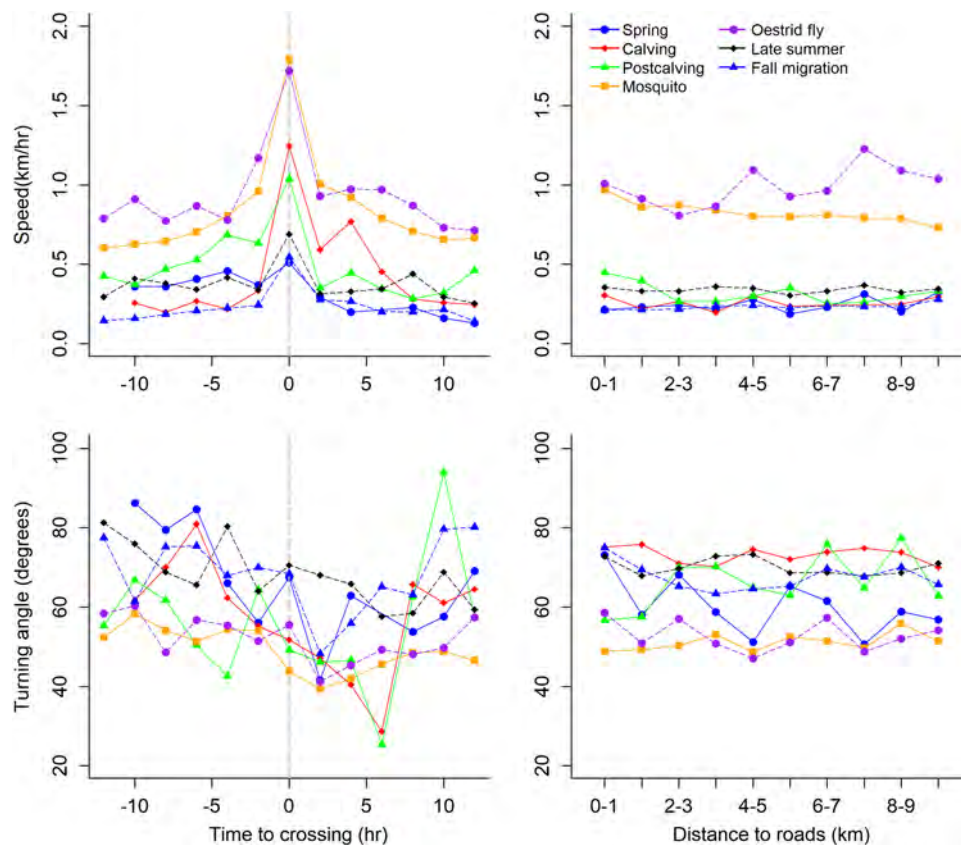 2.0
1.5
1.0
0.5
0.0
Speed(km/hr)
-10 -5 0 5 10
2.0
1.5
1.0
0.5
0.0
Spring
Calving
Postcalving
Mosquito
Oestrid fly
Late summer
Fall migration
0-1 2-3 4-5 6-7 8-9
100
80
60
40
20
Turning angle (degrees)
-10 -5 0 5 10
Time to crossing (hr)
100
80
60
40
20
0-1 2-3 4-5 6-7 8-9
Distance to roads (km)